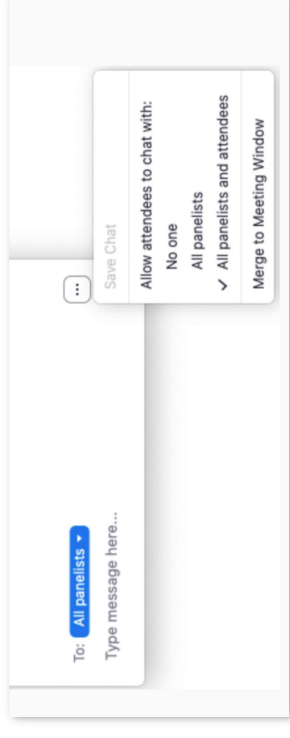 To: All panelists
Type message here...
...
Save Chat
Allow attendees to chat with:
No one
All panelists
✓ All panelists and attendees
Merge to Meeting Window